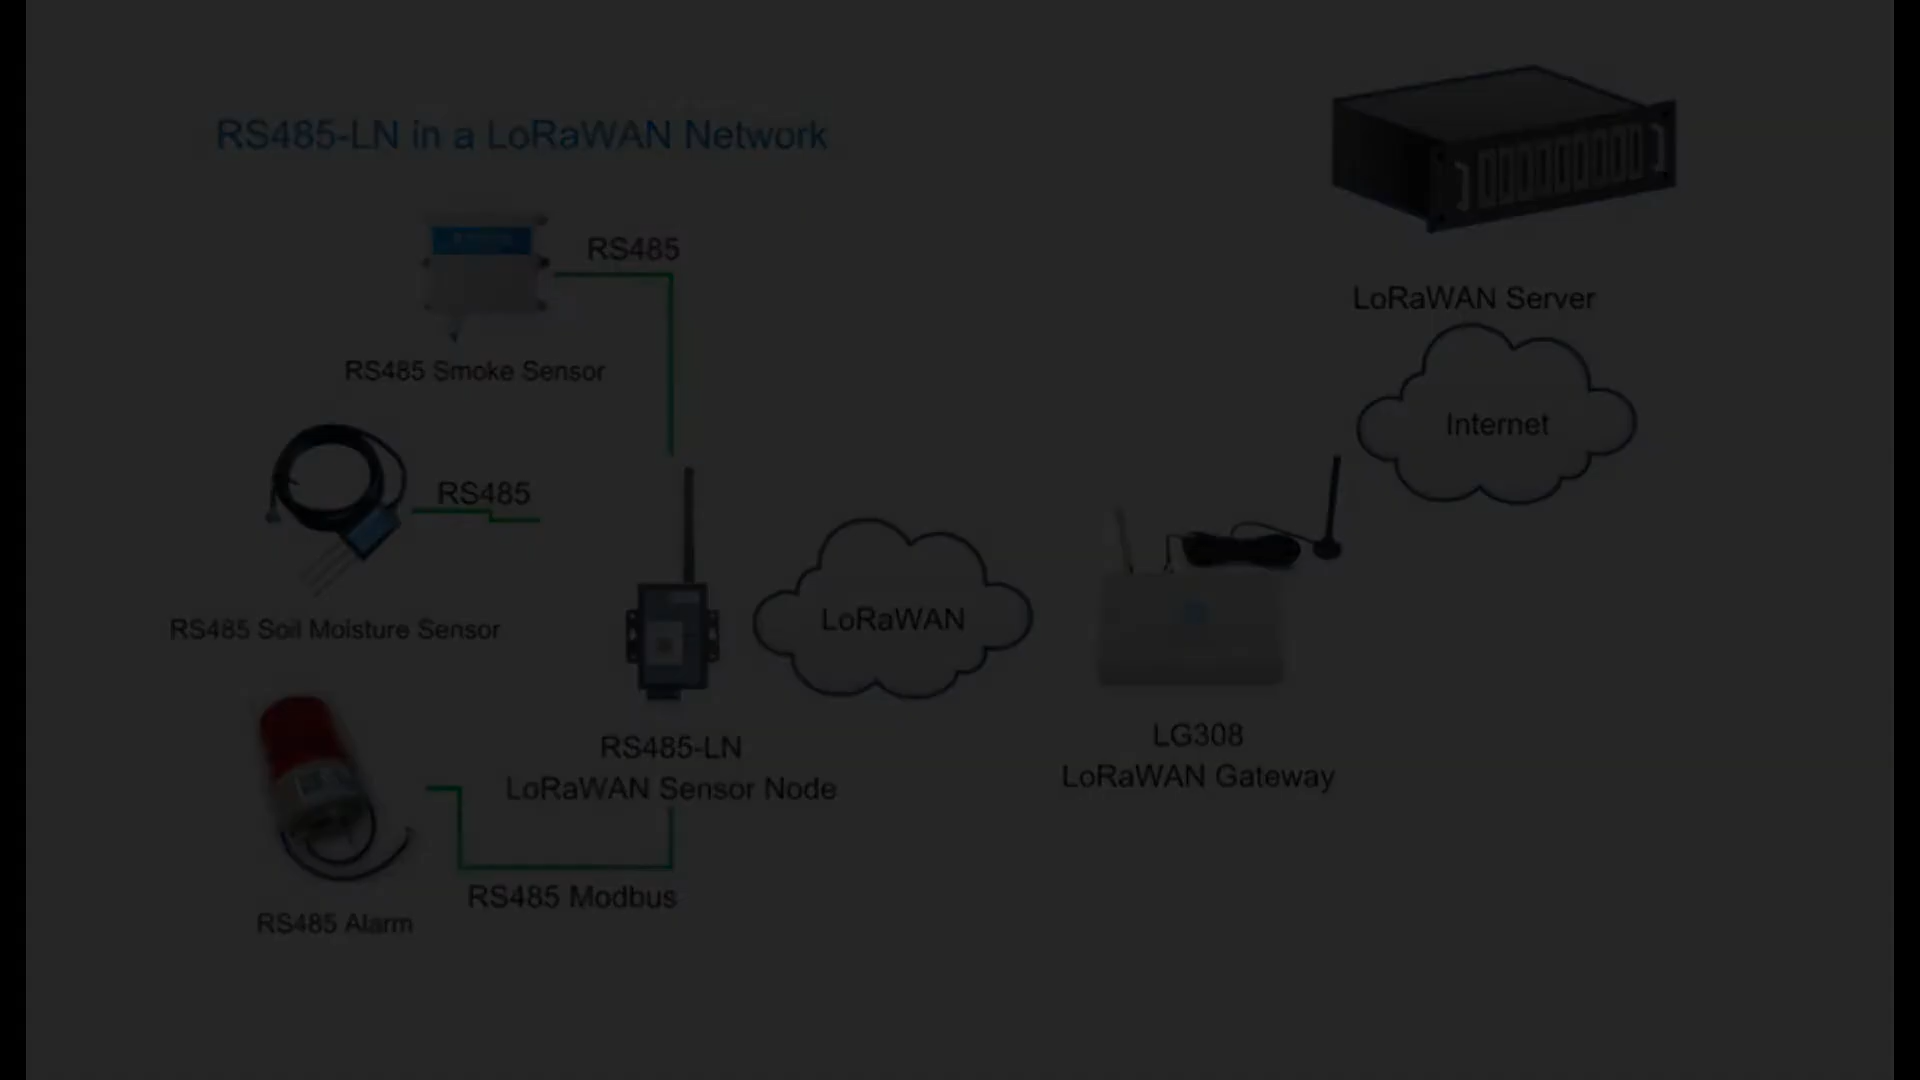 RS485-LN in a LoRaWAN Network
RS485
RS485 Smoke Sensor
RS485
RS485 Soil Moisture Sensor
RS485-LN
LoRaWAN Sensor Node
RS485 Modbus
RS485 Alarm
LoRaWAN
LG308
LoRaWAN Gateway
LoRaWAN Server
Internet